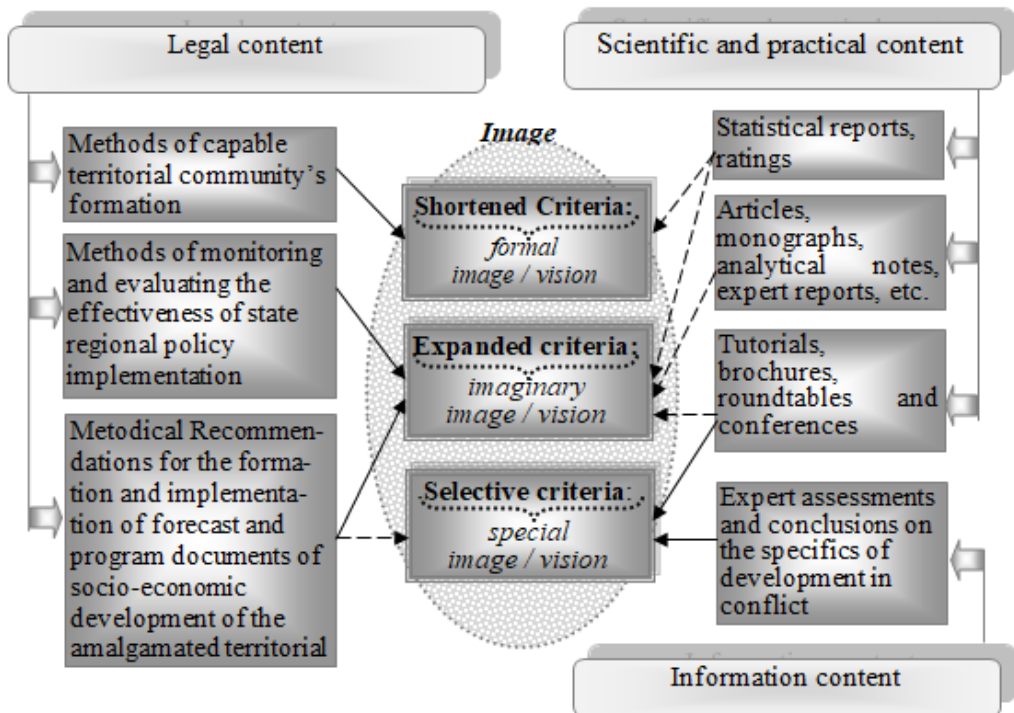 Legal content
Scientific and practical content
Methods of capable
territorial community's
formation
Methods of monitoring
and evaluating the
effectiveness of state
regional policy
implementation
Metodical Recommen-
dations for the forma-
tion and implementa-
tion of forecast and
program documents of
socio-economic
development of the
amalgamated territorial
Image
Shortened Criteria:
formal
image / vision
Expanded criteria:
imaginary
image / vision
Selective criteria:
special
image / vision
Statistical reports,
ratings
Articles,
monographs,
analytical notes,
expert reports, etc.
Tutorials,
brochures,
roundtables and
conferences
Expert assessments
and conclusions on
the specifics of
development in
conflict
Information content